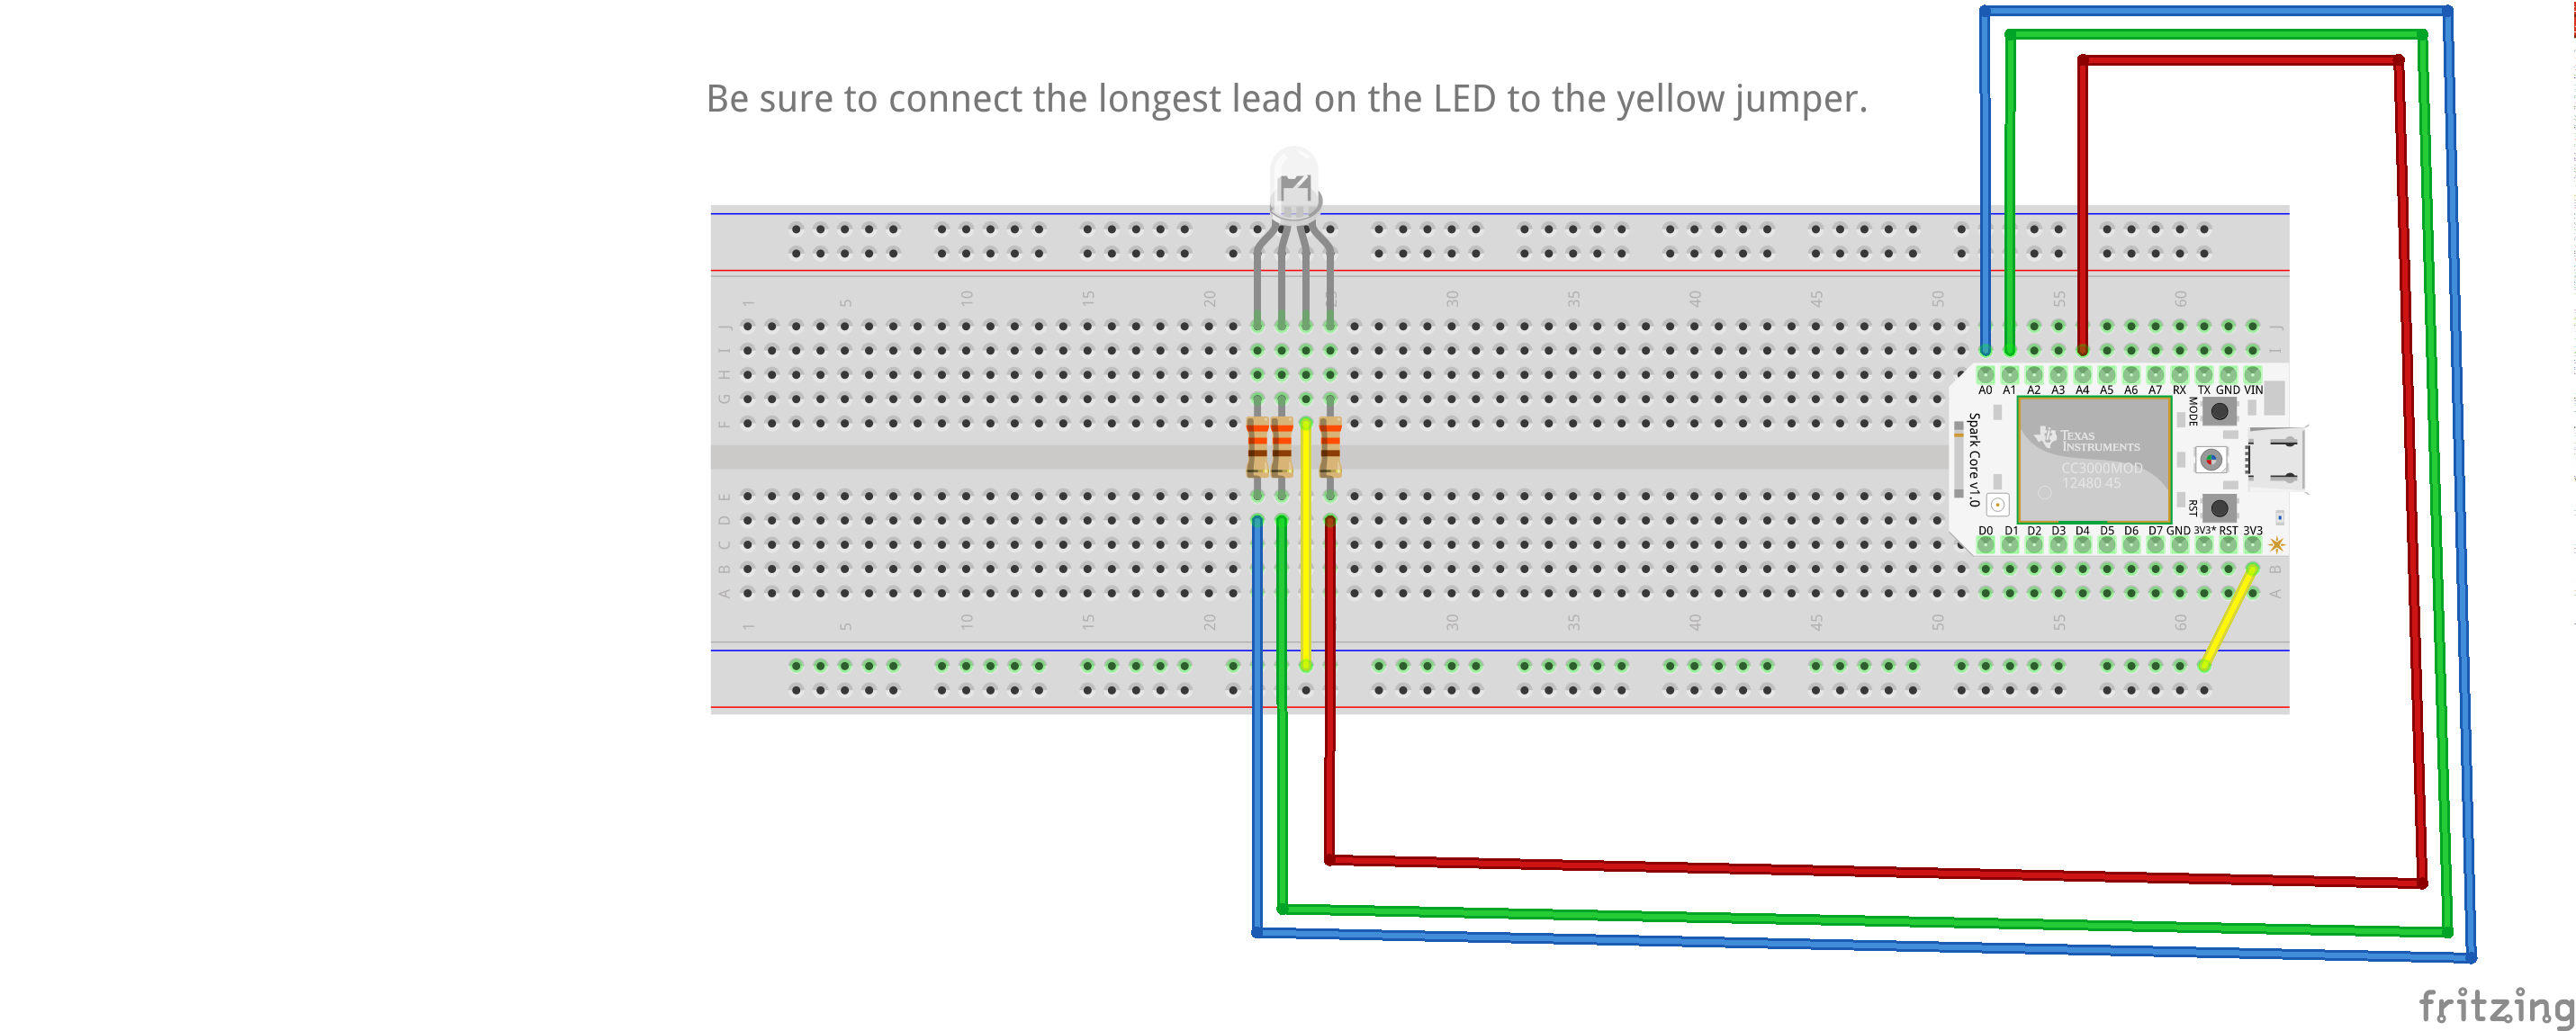 Be sure to connect the longest lead on the LED to the yellow jumper.
1 5 10 15 20 25 30 35 40 45 50 55 60
J J
I I
H
G
F
A0 A1 A2 A3 A4 A5 A6 A7 RX TX GND VIN
MODE
Spark Core v1.0
TEXAS
INSTRUMENTS
CC3000MOD
12480 45
RST
D0 D1 D2 D3 D4 D5 D6 D7 GND 3V3* RST 3V3
E
D
C
B B
A A
1 5 10 15 20 30 35 40 45 50 55 60
fritzing